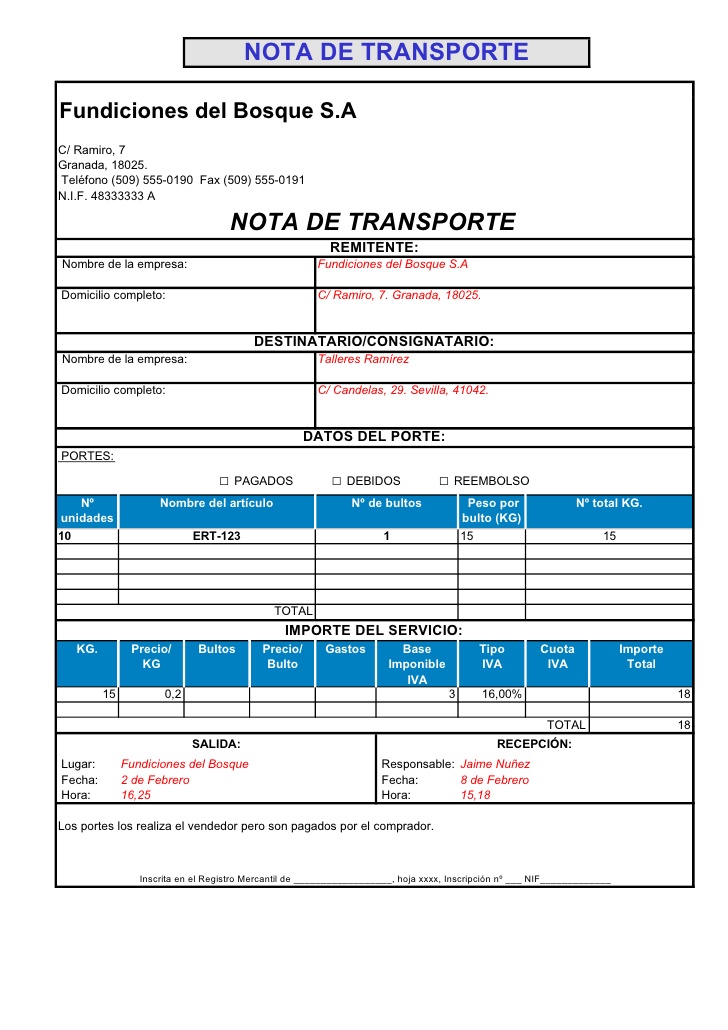 NOTA DE TRANSPORTE
Fundiciones del Bosque S.A
C/ Ramiro, 7
Granada, 18025.
Teléfono (509) 555-0190  Fax (509) 555-0191
N.I.F. 48333333 A
NOTA DE TRANSPORTE
REMITENTE:
Nombre de la empresa: Fundiciones del Bosque S.A
Domicilio completo: C/ Ramiro, 7. Granada, 18025.
DESTINATARIO/CONSIGNATARIO:
Nombre de la empresa: Talleres Ramírez
Domicilio completo: C/ Candelas, 29. Sevilla, 41042.
DATOS DEL PORTE:
PORTES:
☐ PAGADOS ☐ DEBIDOS ☐ REEMBOLSO
Nº unidades Nombre del artículo Nº de bultos Peso por bulto (KG) Nº total KG.
10 ERT-123 1 15 15
TOTAL
IMPORTE DEL SERVICIO:
KG. Precio/ KG Bultos Precio/ Bulto Gastos Base Imponible IVA Tipo IVA Cuota IVA Importe Total
15 0,2 3 16,00% 18
TOTAL 18
SALIDA: RECEPCIÓN:
Lugar: Fundiciones del Bosque Responsable: Jaime Nuñez
Fecha: 2 de Febrero Fecha: 8 de Febrero
Hora: 16,25 Hora: 15,18
Los portes los realiza el vendedor pero son pagados por el comprador.
Inscrita en el Registro Mercantil de __________________, hoja xxxx, Inscripción nº ___ NIF_____________